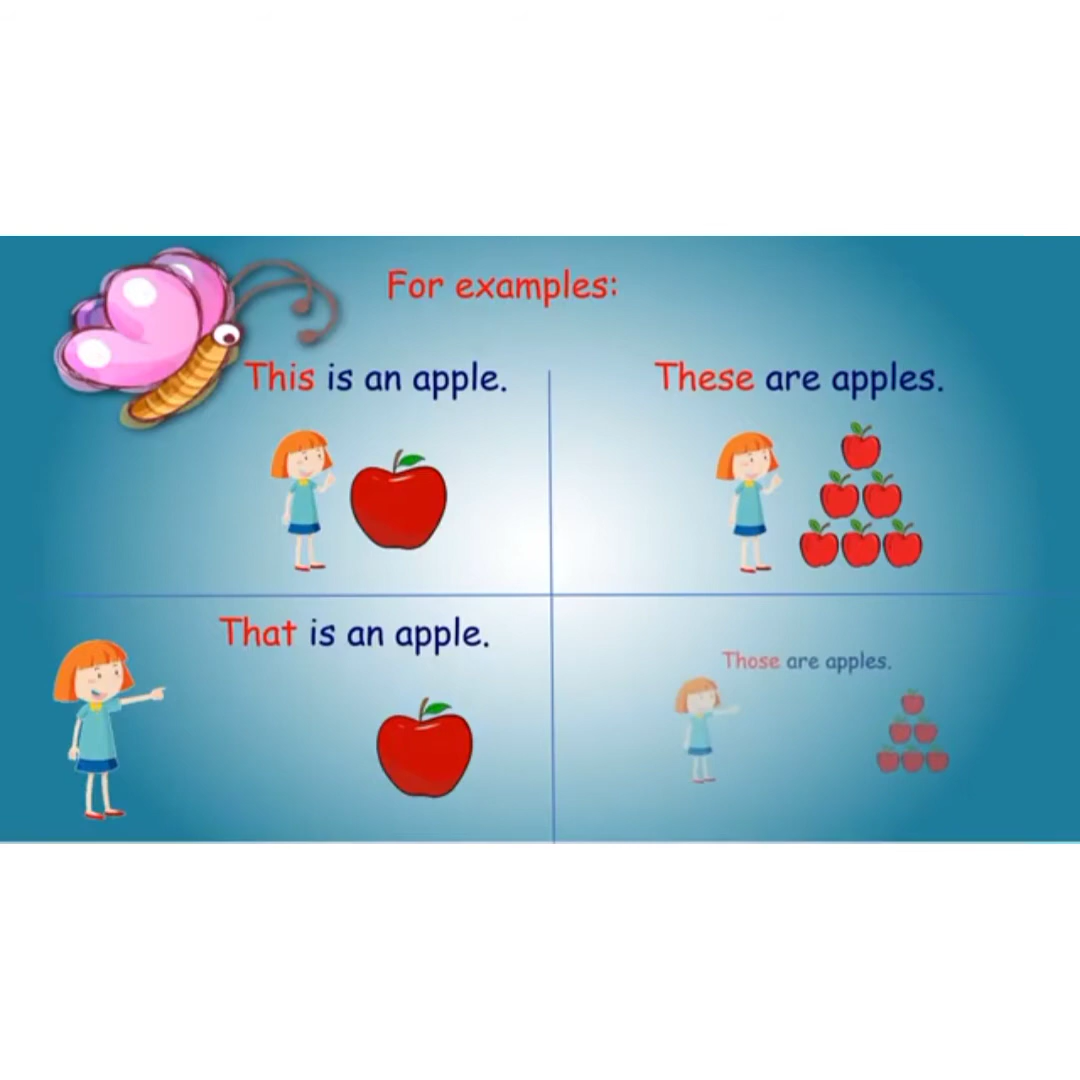 For examples:
This is an apple.
These are apples.
That is an apple.
Those are apples.